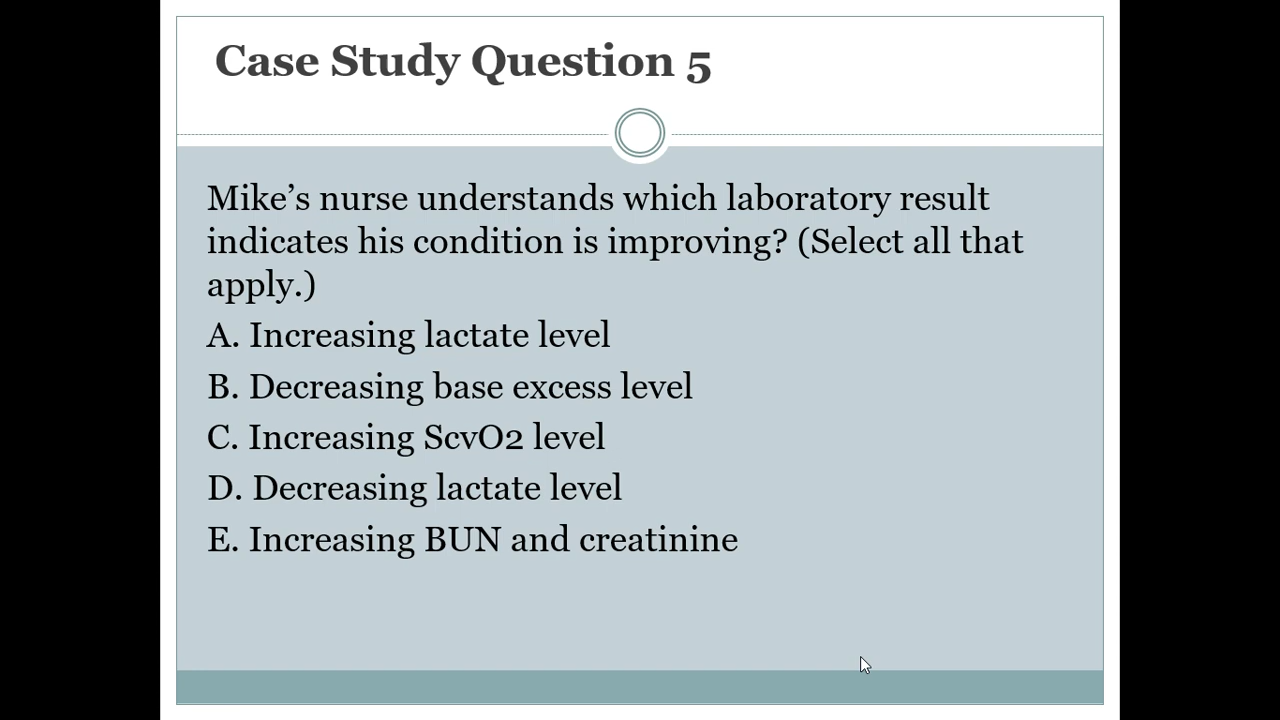 Case Study Question 5
Mike’s nurse understands which laboratory result
indicates his condition is improving? (Select all that
apply.)
A. Increasing lactate level
B. Decreasing base excess level
C. Increasing ScvO2 level
D. Decreasing lactate level
E. Increasing BUN and creatinine